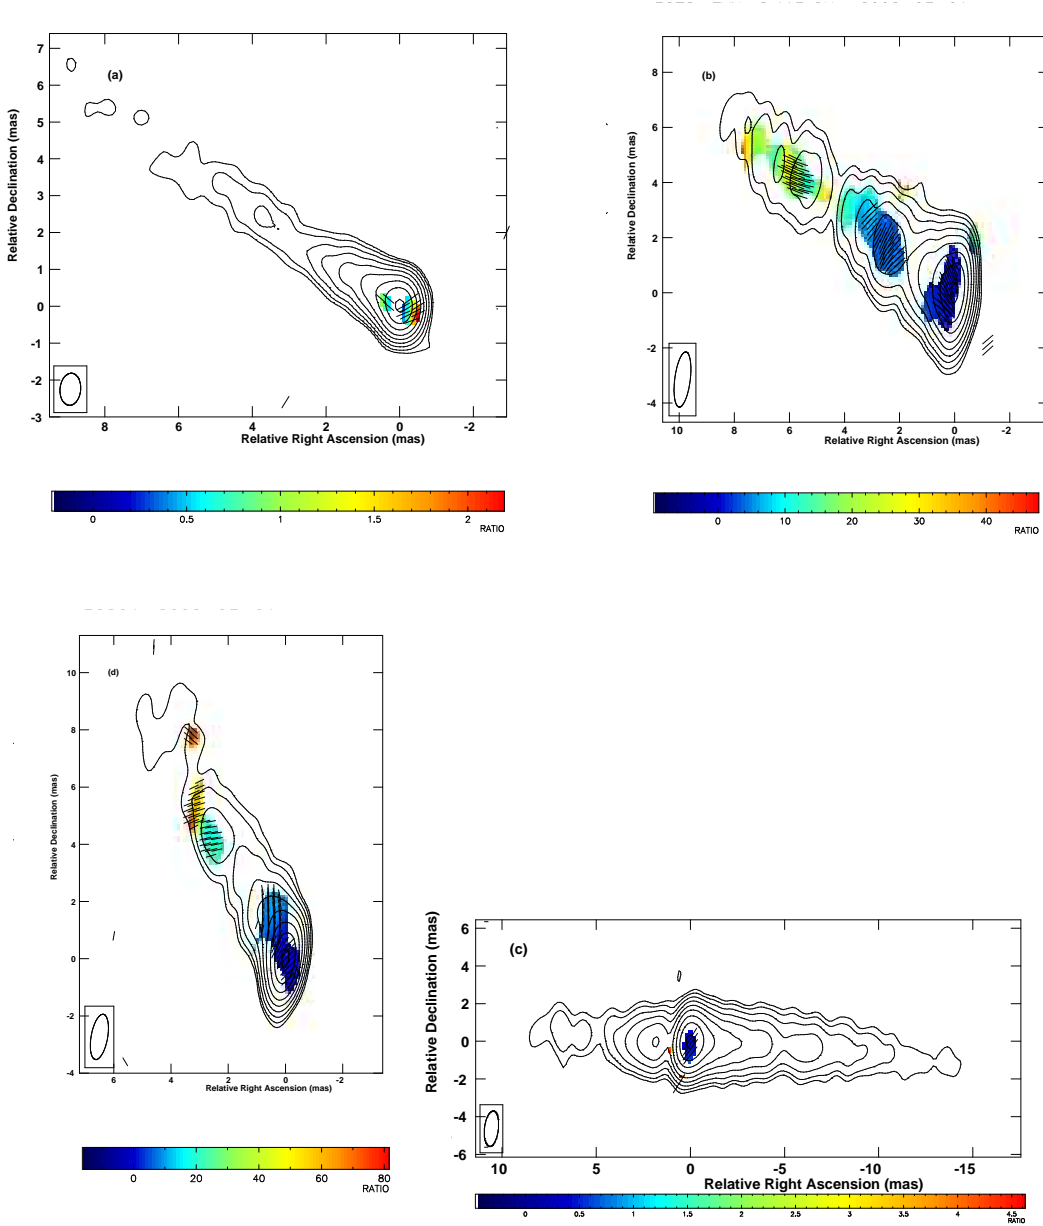 (a)
Relative Declination (mas)
7
6
5
4
3
2
1
0
-1
-2
-3
8 6 4 2 0 -2
Relative Right Ascension (mas)
0 0.5 1 1.5 2
RATIO
(b)
Relative Declination (mas)
8
6
4
2
0
-2
-4
10 8 6 4 2 0 -2
Relative Right Ascension (mas)
0 10 20 30 40
RATIO
(d)
Relative Declination (mas)
10
8
6
4
2
0
-2
-4
6 4 2 0 -2
Relative Right Ascension (mas)
0 20 40 60 80
RATIO
(c)
Relative Declination (mas)
6
4
2
0
-2
-4
-6
10 5 0 -5 -10 -15
Relative Right Ascension (mas)
0 0.5 1 1.5 2 2.5 3 3.5 4 4.5
RATIO